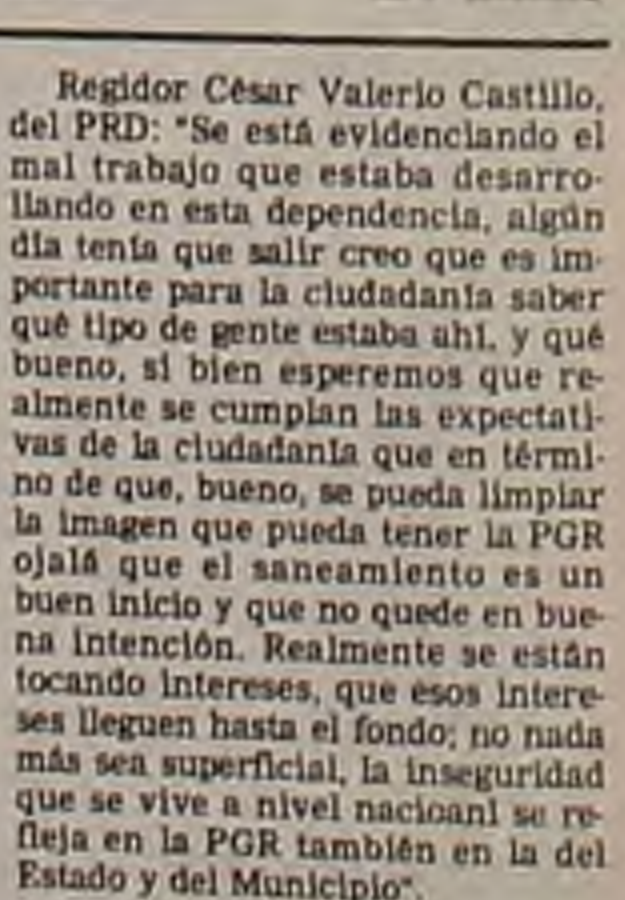 Regidor César Valerio Castillo,
del PRD: "Se está evidenciando el
mal trabajo que estaba desarro-
llando en esta dependencia, algún
día tenía que salir creo que es im-
portante para la ciudadanía saber
qué tipo de gente estaba ahí, y qué
bueno, si bien esperemos que re-
almente se cumplan las expectati-
vas de la ciudadanía que en térmi-
no de que, bueno, se pueda limpiar
la imagen que pueda tener la PGR
ojalá que el saneamiento es un
buen inicio y que no quede en bue-
na intención. Realmente se están
tocando intereses, que esos intere-
ses lleguen hasta el fondo; no nada
más sea superficial, la inseguridad
que se vive a nivel nacioanl se re-
fleja en la PGR también en la del
Estado y del Municipio".